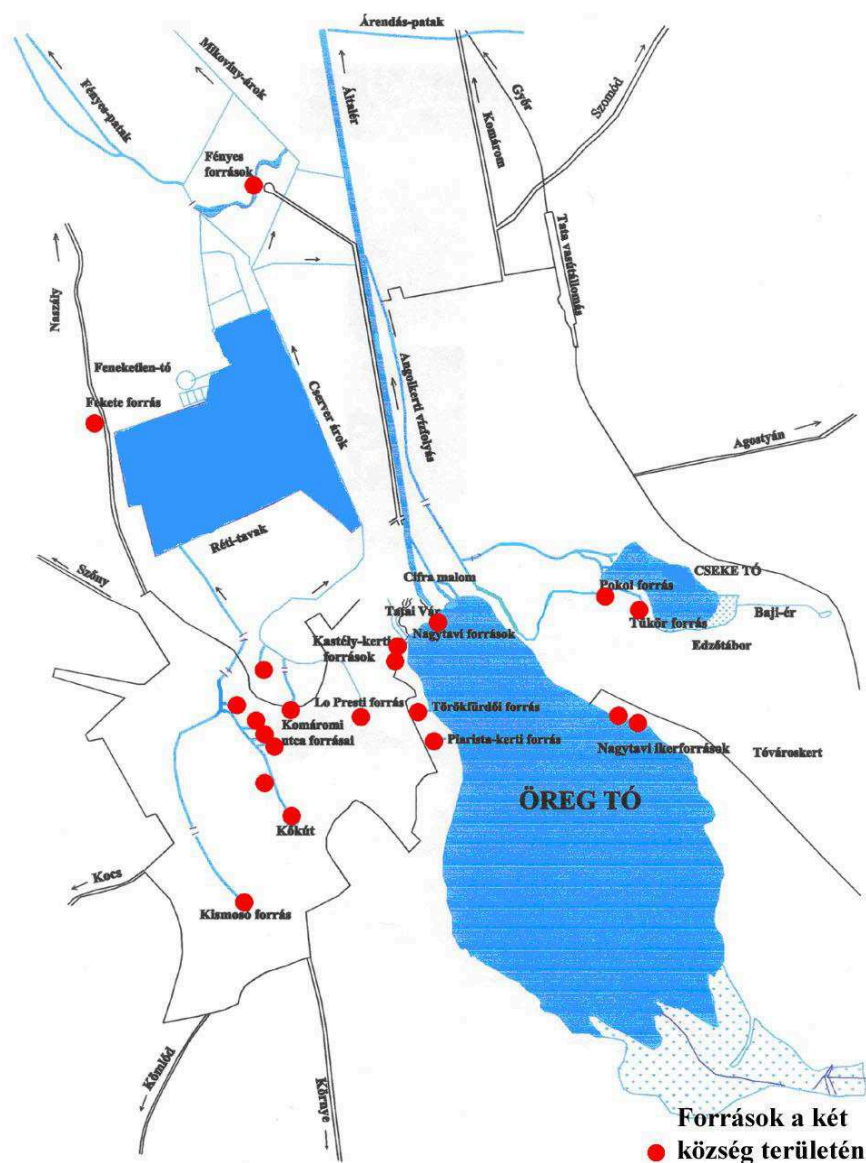 Árendás-patak
Mikoviny-árok
Fényes-patak
Általér
Győr
Komárom
Szomód
Fényes
források
Tata vasútállomás
Naszály
Feneketlen-tó
Fekete forrás
Cserver árok
Angolkerti vízfolyás
Agostyán
Réti-tavak
Szőny
Cifra malom
CSEKE TÓ
Pokol forrás
Tatai Vár
Nagytavi források
Tükör forrás
Baji-ér
Edzőtábor
Kastély-kerti
források
Lo Presti forrás
Törökfürdői forrás
Komáromi
utca forrásai
Piarista-kerti forrás
Nagytavi ikerforrások
Tóvároskert
ÖREG TÓ
Kőkút
Kocs
Kismosó forrás
Kömlőd
Környe
Források a két
község területén